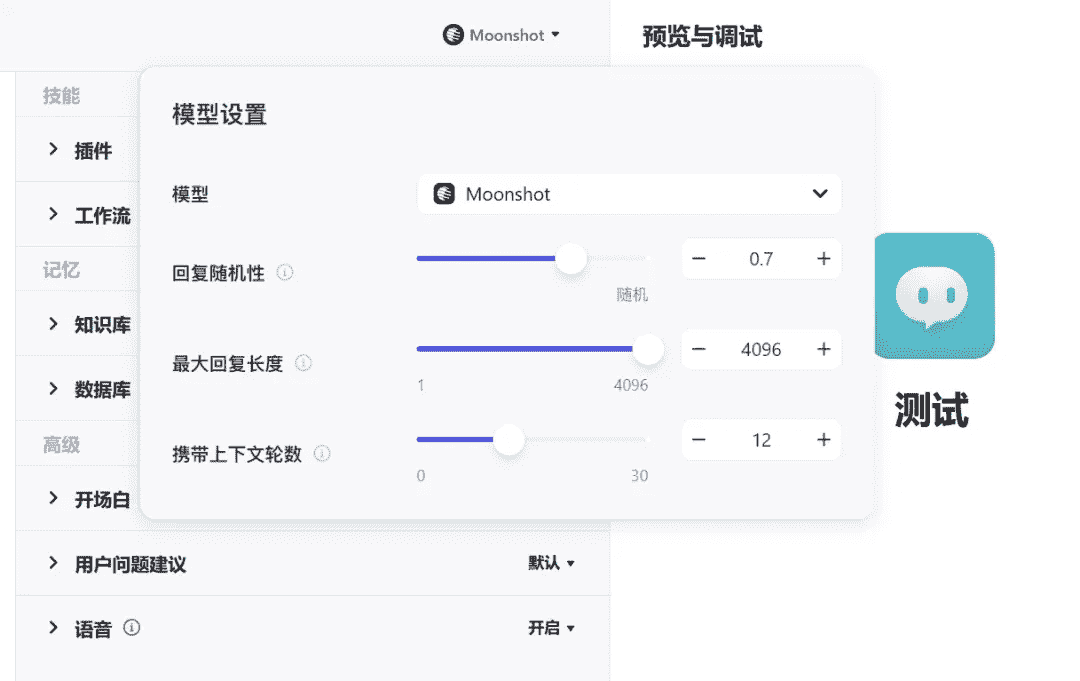 Moonshot
预览与调试
技能
插件
工作流
记忆
知识库
数据库
高级
开场白
用户问题建议
默认
语音
开启
模型设置
模型
Moonshot
回复随机性
0.7
随机
最大回复长度
4096
1
4096
携带上下文轮数
12
0
30
测试